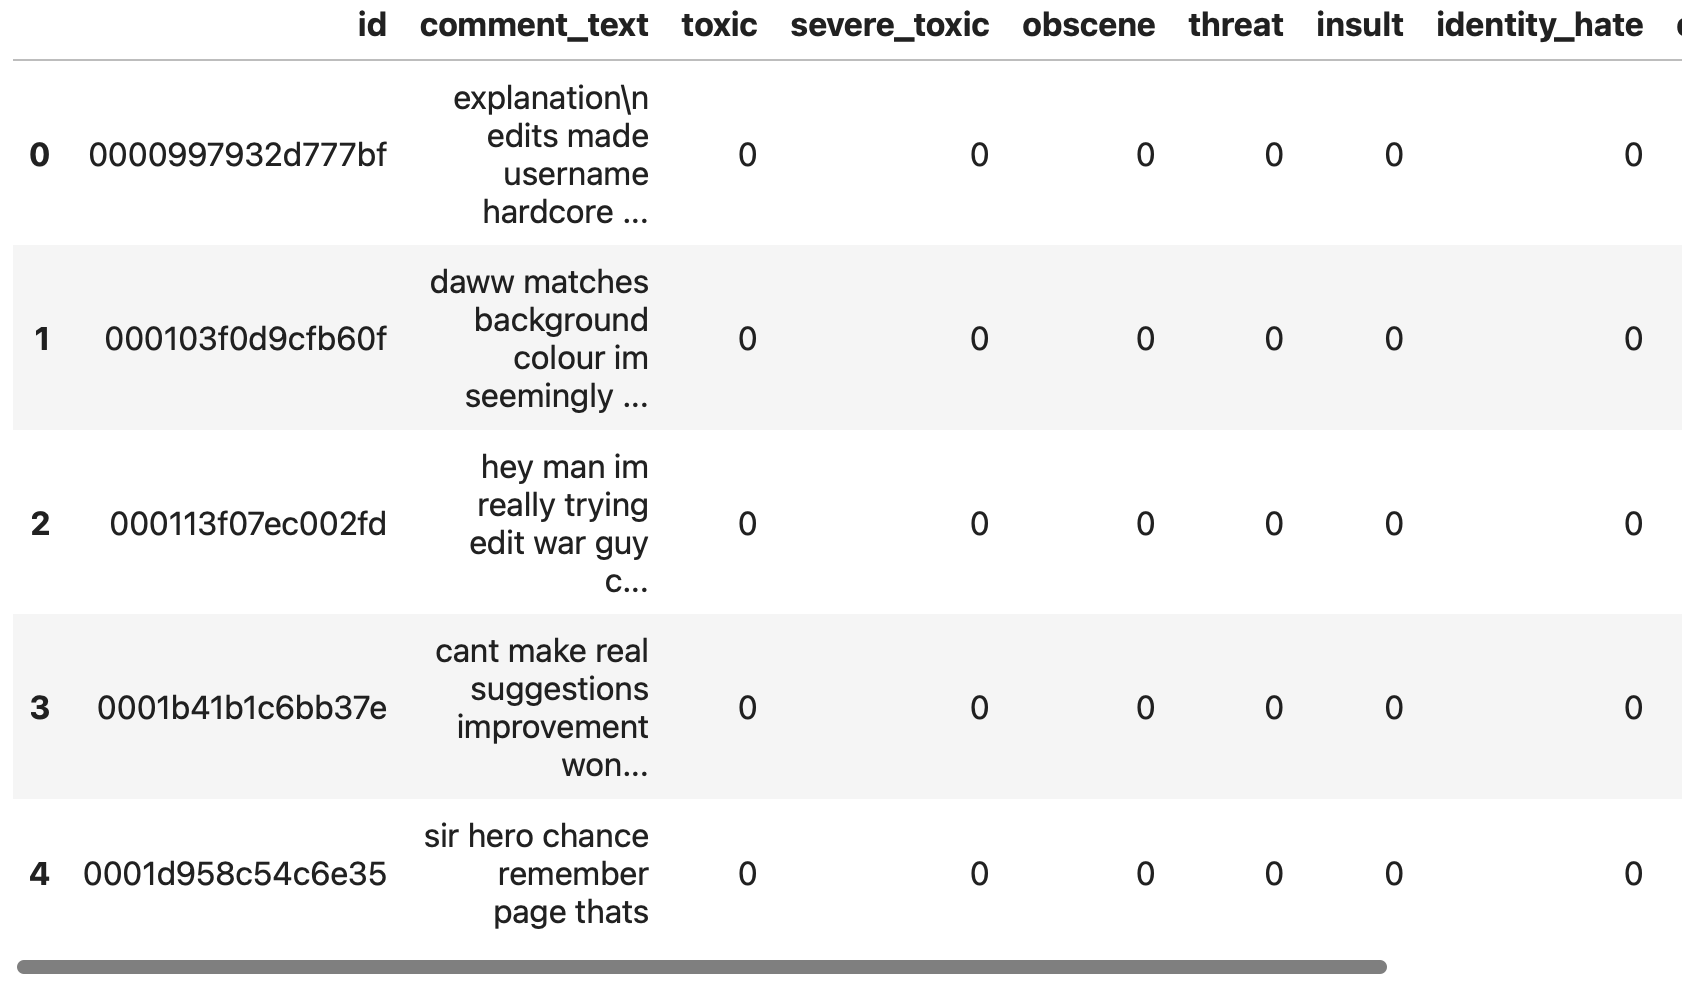 id comment_text toxic severe_toxic obscene threat insult identity_hate
0 0000997932d777bf explanation\n edits made username hardcore ... 0 0 0 0 0 0
1 000103f0d9cfb60f daww matches background colour im seemingly ... 0 0 0 0 0 0
2 000113f07ec002fd hey man im really trying edit war guy c... 0 0 0 0 0 0
3 0001b41b1c6bb37e cant make real suggestions improvement won... 0 0 0 0 0 0
4 0001d958c54c6e35 sir hero chance remember page thats 0 0 0 0 0 0